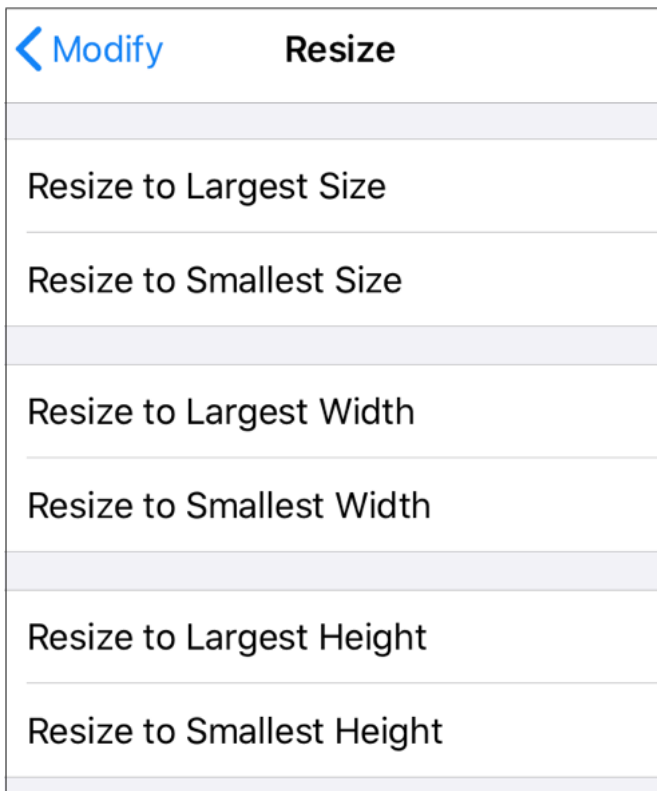 Modify Resize
Resize to Largest Size
Resize to Smallest Size
Resize to Largest Width
Resize to Smallest Width
Resize to Largest Height
Resize to Smallest Height